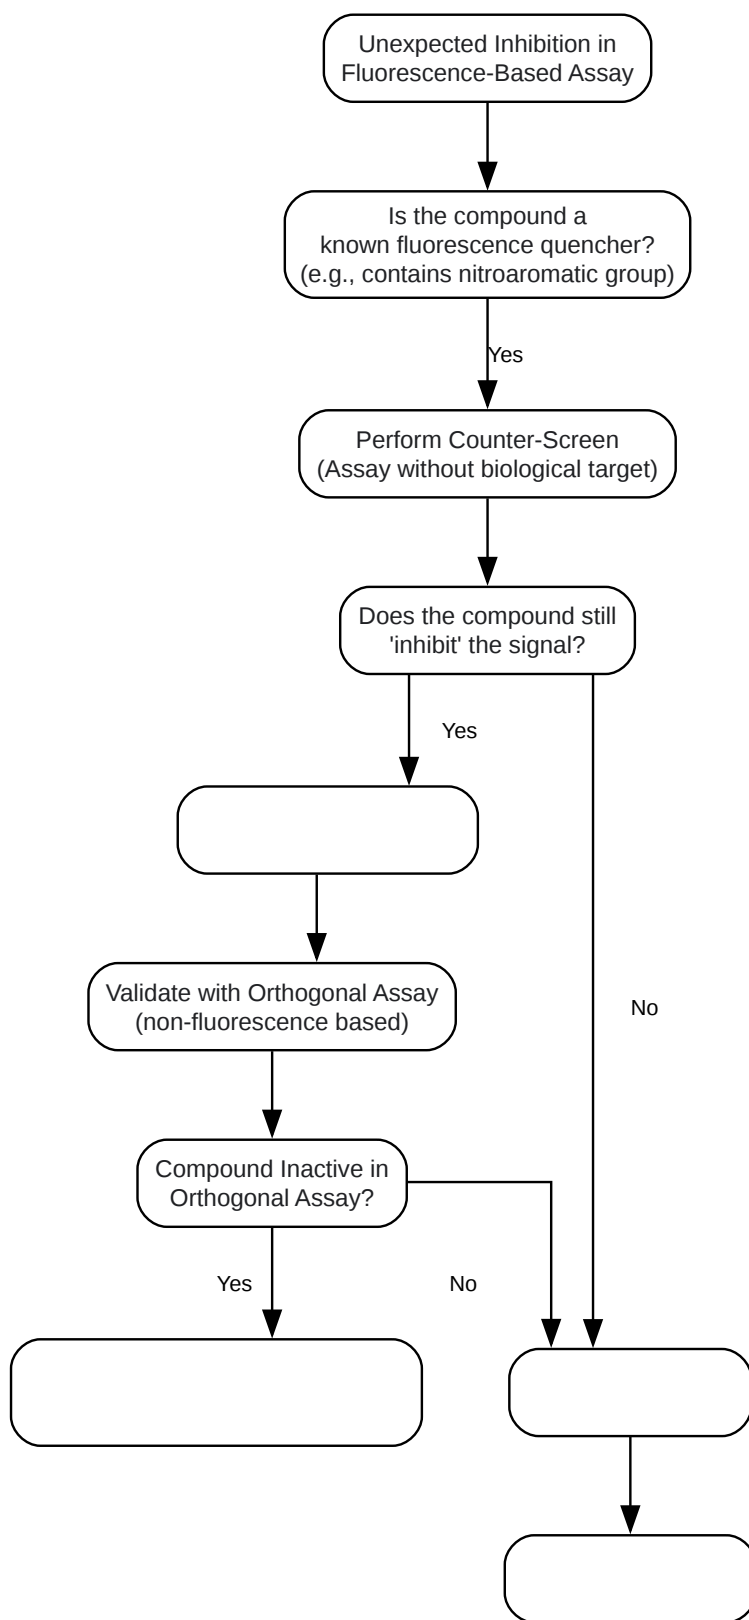 Unexpected Inhibition in
Fluorescence-Based Assay
Is the compound a
known fluorescence quencher?
(e.g., contains nitroaromatic group)
Yes
Perform Counter-Screen
(Assay without biological target)
Does the compound still
'inhibit' the signal?
Yes
Validate with Orthogonal Assay
(non-fluorescence based)
No
Compound Inactive in
Orthogonal Assay?
Yes
No